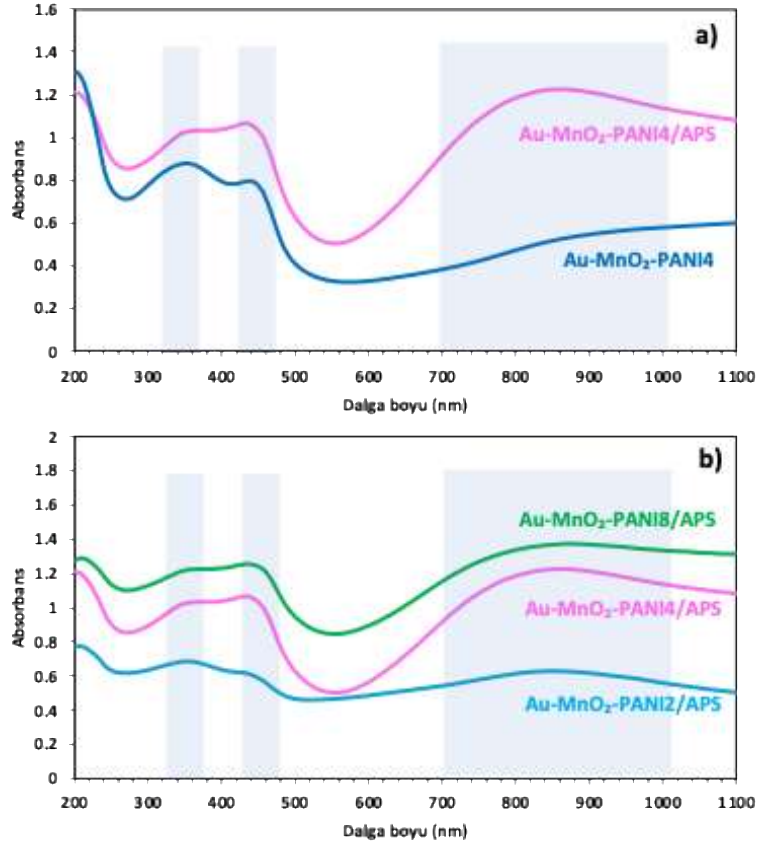 a)
1.6
1.4
1.2
1
0.8
0.6
0.4
0.2
0
Absorbans
Au-MnO₂-PANI4/APS
Au-MnO₂-PANI4
200 300 400 500 600 700 800 900 1000 1100
Dalga boyu (nm)
b)
2
1.8
1.6
1.4
1.2
1
0.8
0.6
0.4
0.2
0
Absorbans
Au-MnO₂-PANI8/APS
Au-MnO₂-PANI4/APS
Au-MnO₂-PANI2/APS
200 300 400 500 600 700 800 900 1000 1100
Dalga boyu (nm)